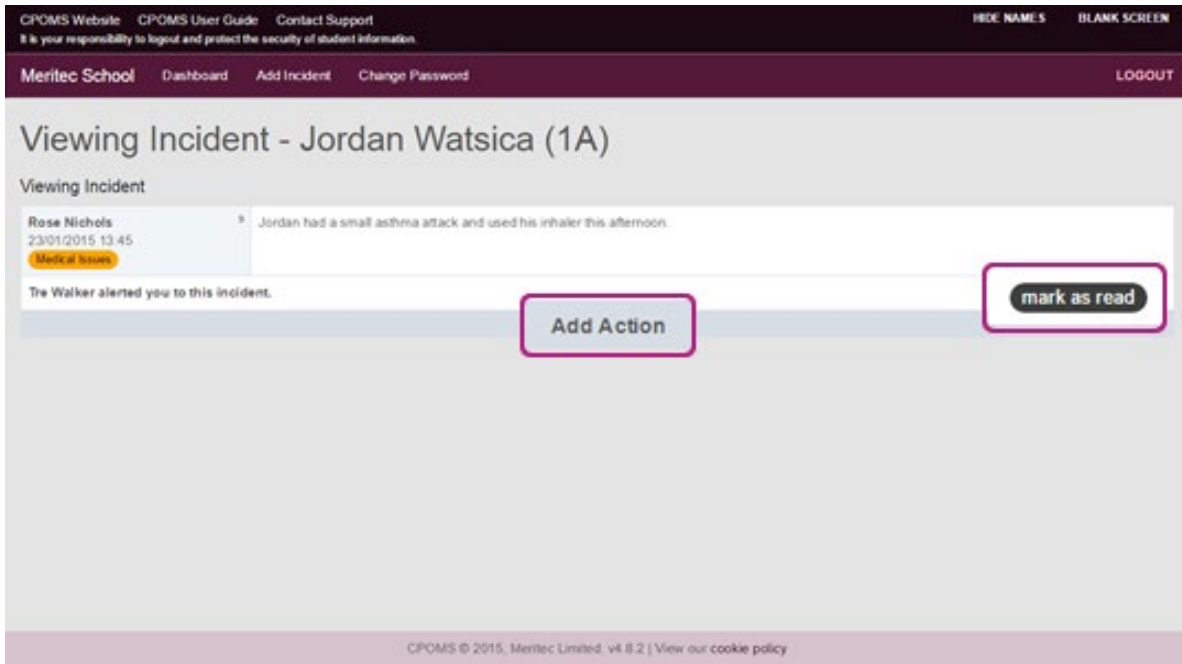 CPOMS Website CPOMS User Guide Contact Support HIDE NAMES BLANK SCREEN
It is your responsibility to logout and protect the security of student information.
Meritec School Dashboard Add Incident Change Password LOGOUT
Viewing Incident - Jordan Watsica (1A)
Viewing Incident
Rose Nichols Jordan had a small asthma attack and used his inhaler this afternoon.
23/01/2015 13:45
Medical Issues
Tre Walker alerted you to this incident. mark as read
Add Action
CPOMS © 2015, Meritec Limited. v4.8.2 | View our cookie policy